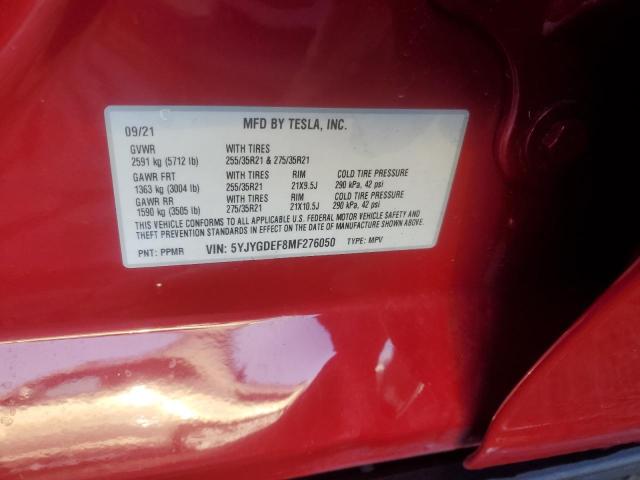 MFD BY TESLA, INC.
09/21
GVWR WITH TIRES
2591 kg (5712 lb) 255/35R21 & 275/35R21
GAWR FRT WITH TIRES RIM COLD TIRE PRESSURE
1363 kg (3004 lb) 255/35R21 21X9.5J 290 kPa, 42 psi
GAWR RR WITH TIRES RIM COLD TIRE PRESSURE
1590 kg (3505 lb) 275/35R21 21X10.5J 290 kPa, 42 psi
THIS VEHICLE CONFORMS TO ALL APPLICABLE U.S. FEDERAL MOTOR VEHICLE SAFETY AND
THEFT PREVENTION STANDARDS IN EFFECT ON THE DATE OF MANUFACTURE SHOWN ABOVE.
PNT: PPMR VIN: 5YJYGDEF8MF276050 TYPE: MPV